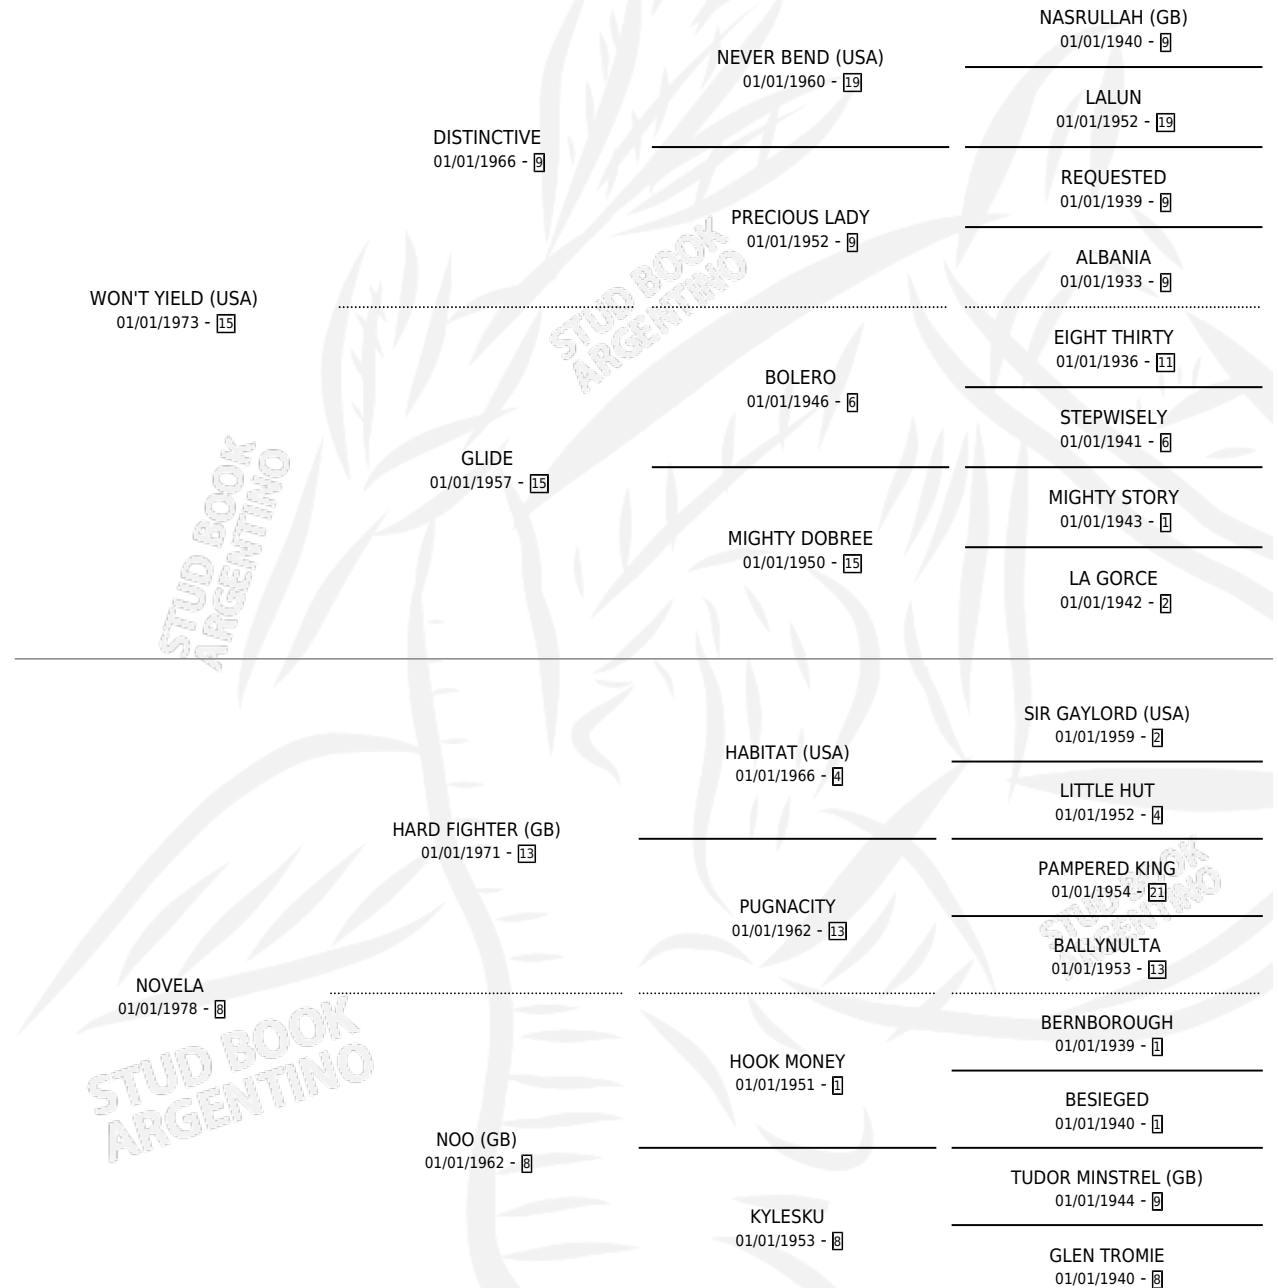 NASRULLAH (GB)
01/01/1940 - 9
NEVER BEND (USA)
01/01/1960 - 19
LALUN
01/01/1952 - 19
DISTINCTIVE
01/01/1966 - 9
REQUESTED
01/01/1939 - 9
PRECIOUS LADY
01/01/1952 - 9
ALBANIA
01/01/1933 - 9
WON'T YIELD (USA)
01/01/1973 - 15
STUD BOOK
ARGENTINO
EIGHT THIRTY
01/01/1936 - 11
BOLERO
01/01/1946 - 6
STEPWISELY
01/01/1941 - 6
GLIDE
01/01/1957 - 15
MIGHTY STORY
01/01/1943 - 1
MIGHTY DOBREE
01/01/1950 - 15
LA GORCE
01/01/1942 - 2
STUD BOOK
ARGENTINO
SIR GAYLORD (USA)
01/01/1959 - 2
HABITAT (USA)
01/01/1966 - 4
LITTLE HUT
01/01/1952 - 4
HARD FIGHTER (GB)
01/01/1971 - 13
PAMPERED KING
01/01/1954 - 21
PUGNACITY
01/01/1962 - 13
BALLYNULTA
01/01/1953 - 13
STUD BOOK
ARGENTINO
NOVELA
01/01/1978 - 8
BERNBOROUGH
01/01/1939 - 1
HOOK MONEY
01/01/1951 - 1
BESIEGED
01/01/1940 - 1
STUD BOOK
ARGENTINO
NOO (GB)
01/01/1962 - 8
TUDOR MINSTREL (GB)
01/01/1944 - 9
KYLESKU
01/01/1953 - 8
GLEN TROMIE
01/01/1940 - 8